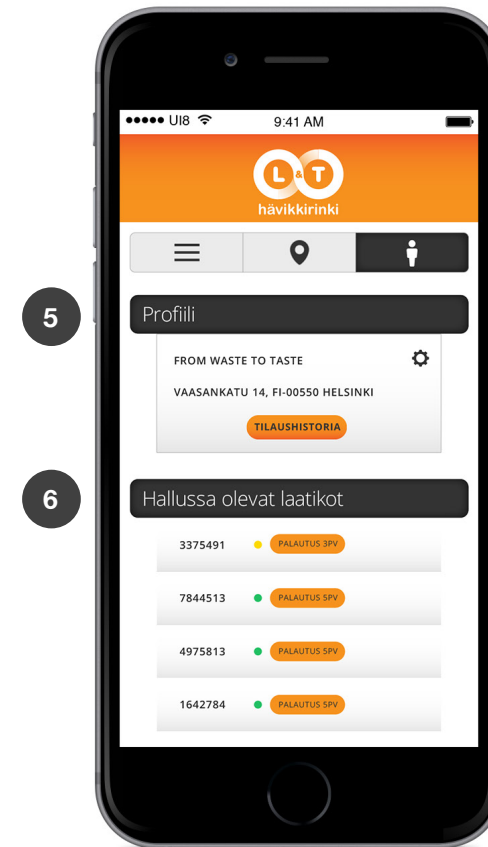 UI8
9:41 AM
L&T
hävikkirinki
5
Profiili
FROM WASTE TO TASTE
VAASANKATU 14, FI-00550 HELSINKI
TILAUSHISTORIA
6
Hallussa olevat laatikot
3375491 PALAUTUS 3PV
7844513 PALAUTUS 5PV
4975813 PALAUTUS 5PV
1642784 PALAUTUS 5PV